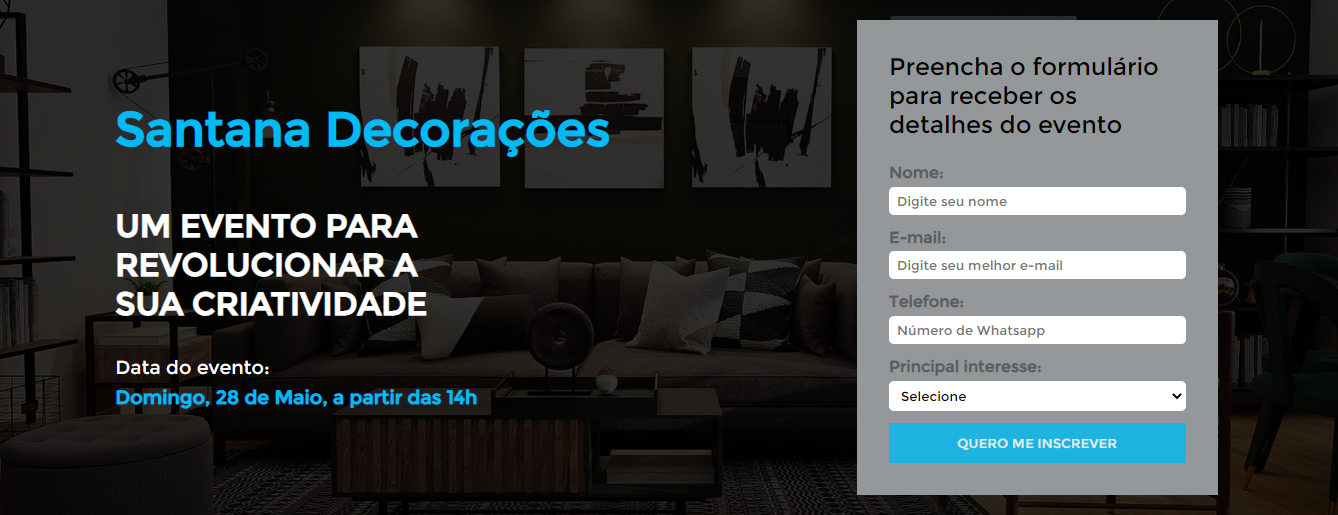 Santana Decorações
UM EVENTO PARA
REVOLUCIONAR A
SUA CRIATIVIDADE
Data do evento:
Domingo, 28 de Maio, a partir das 14h
Preencha o formulário
para receber os
detalhes do evento
Nome:
Digite seu nome
E-mail:
Digite seu melhor e-mail
Telefone:
Número de Whatsapp
Principal interesse:
Selecione
QUERO ME INSCREVER